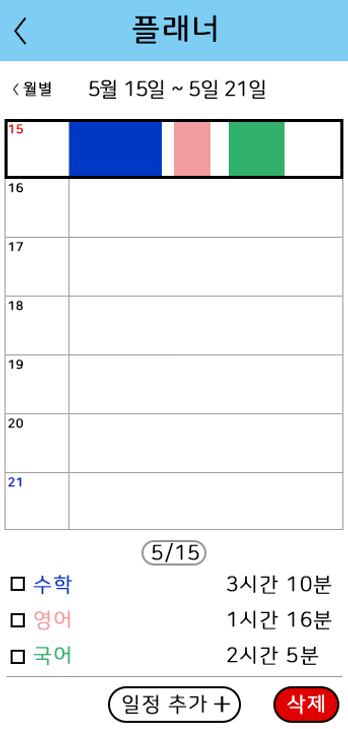 플래너
월별 5월 15일 ~ 5일 21일
15
16
17
18
19
20
21
5/15
수학 3시간 10분
영어 1시간 16분
국어 2시간 5분
일정 추가 + 삭제